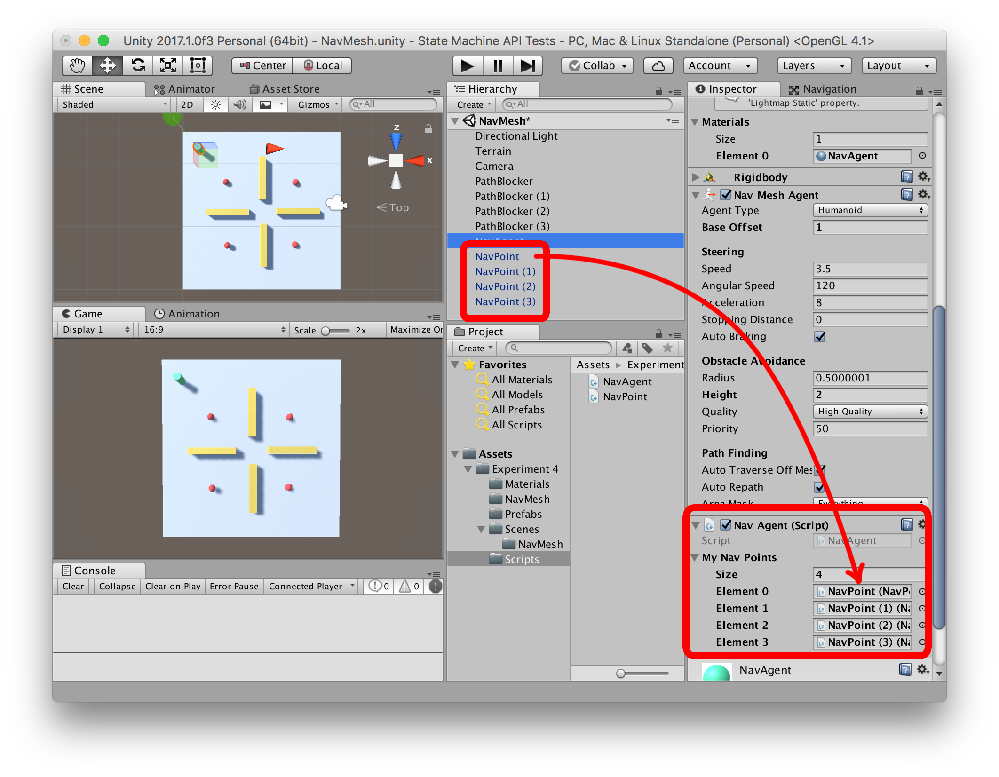 Unity 2017.1.0f3 Personal (64bit) - NavMesh.unity - State Machine API Tests - PC, Mac & Linux Standalone (Personal) <OpenGL 4.1>
Center Local
Collab Account Layers Layout
Scene Animator Asset Store
Shaded 2D Gizmos All
z
x
Top
Game Animation
Display 1 16:9 Scale 2x Maximize Or
Console
Clear Collapse Clear on Play Error Pause Connected Player 0 0
Hierarchy
Create All
NavMesh*
Directional Light
Terrain
Camera
PathBlocker
PathBlocker (1)
PathBlocker (2)
PathBlocker (3)
NavAgent
NavPoint
NavPoint (1)
NavPoint (2)
NavPoint (3)
Project
Create
Favorites
All Materials
All Models
All Prefabs
All Scripts
Assets
Experiment 4
Materials
NavMesh
Prefabs
Scenes
NavMesh
Scripts
Assets Experiment
NavAgent
NavPoint
Inspector Navigation
'Lightmap Static' property.
Materials
Size 1
Element 0 NavAgent
Rigidbody
Nav Mesh Agent
Agent Type Humanoid
Base Offset 1
Steering
Speed 3.5
Angular Speed 120
Acceleration 8
Stopping Distance 0
Auto Braking
Obstacle Avoidance
Radius 0.5000001
Height 2
Quality High Quality
Priority 50
Path Finding
Auto Traverse Off Mes
Auto Repath
Area Mask Everything
Nav Agent (Script)
Script NavAgent
My Nav Points
Size 4
Element 0 NavPoint (NavP
Element 1 NavPoint (1) (Na
Element 2 NavPoint (2) (Na
Element 3 NavPoint (3) (Na
NavAgent